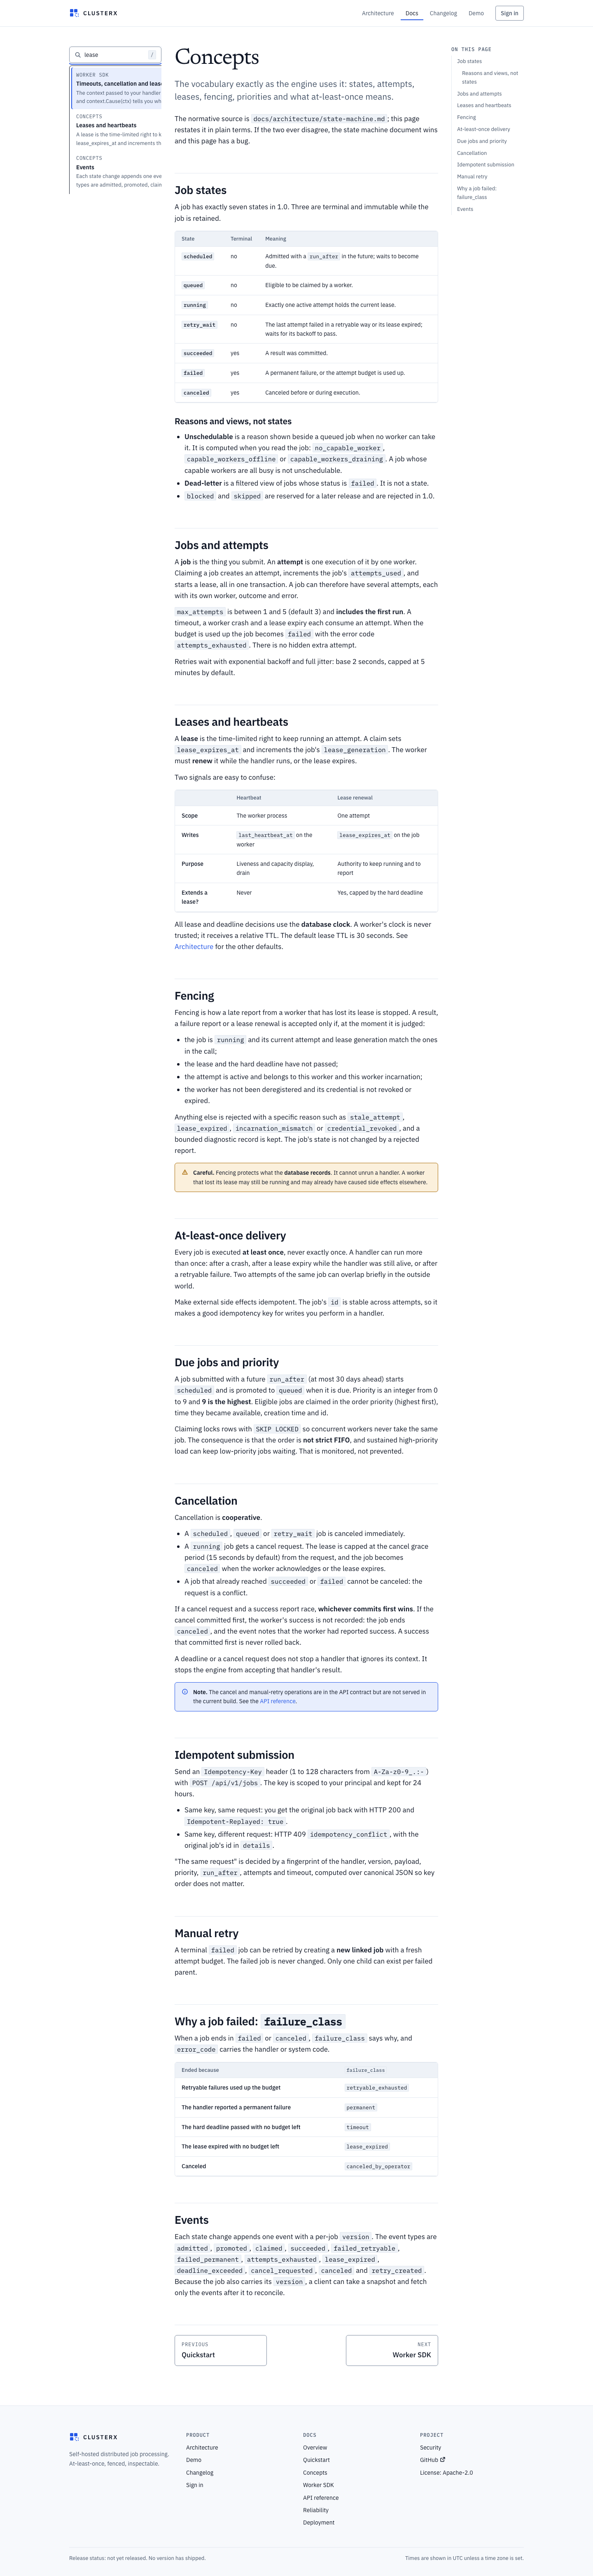 CLUSTERX
Architecture Docs Changelog Demo Sign in
lease /
WORKER SDK
Timeouts, cancellation and leas
The context passed to your handler
and context.Cause(ctx) tells you wh
CONCEPTS
Leases and heartbeats
A lease is the time-limited right to k
lease_expires_at and increments th
CONCEPTS
Events
Each state change appends one eve
types are admitted, promoted, claim
Concepts
The vocabulary exactly as the engine uses it: states, attempts,
leases, fencing, priorities and what at-least-once means.
The normative source is docs/architecture/state-machine.md; this page
restates it in plain terms. If the two ever disagree, the state machine document wins
and this page has a bug.
Job states
A job has exactly seven states in 1.0. Three are terminal and immutable while the
job is retained.
State Terminal Meaning
scheduled no Admitted with a run_after in the future; waits to become
due.
queued no Eligible to be claimed by a worker.
running no Exactly one active attempt holds the current lease.
retry_wait no The last attempt failed in a retryable way or its lease expired;
waits for its backoff to pass.
succeeded yes A result was committed.
failed yes A permanent failure, or the attempt budget is used up.
canceled yes Canceled before or during execution.
Reasons and views, not states
• Unschedulable is a reason shown beside a queued job when no worker can take
it. It is computed when you read the job: no_capable_worker,
capable_workers_offline or capable_workers_draining. A job whose
capable workers are all busy is not unschedulable.
• Dead-letter is a filtered view of jobs whose status is failed. It is not a state.
• blocked and skipped are reserved for a later release and are rejected in 1.0.
Jobs and attempts
A job is the thing you submit. An attempt is one execution of it by one worker.
Claiming a job creates an attempt, increments the job's attempts_used, and
starts a lease, all in one transaction. A job can therefore have several attempts, each
with its own worker, outcome and error.
max_attempts is between 1 and 5 (default 3) and includes the first run. A
timeout, a worker crash and a lease expiry each consume an attempt. When the
budget is used up the job becomes failed with the error code
attempts_exhausted. There is no hidden extra attempt.
Retries wait with exponential backoff and full jitter: base 2 seconds, capped at 5
minutes by default.
Leases and heartbeats
A lease is the time-limited right to keep running an attempt. A claim sets
lease_expires_at and increments the job's lease_generation. The worker
must renew it while the handler runs, or the lease expires.
Two signals are easy to confuse:
Heartbeat Lease renewal
Scope The worker process One attempt
Writes last_heartbeat_at on the
worker
lease_expires_at on the job
Purpose Liveness and capacity display,
drain
Authority to keep running and to
report
Extends a
lease?
Never Yes, capped by the hard deadline
All lease and deadline decisions use the database clock. A worker's clock is never
trusted; it receives a relative TTL. The default lease TTL is 30 seconds. See
Architecture for the other defaults.
Fencing
Fencing is how a late report from a worker that has lost its lease is stopped. A result,
a failure report or a lease renewal is accepted only if, at the moment it is judged:
• the job is running and its current attempt and lease generation match the ones
in the call;
• the lease and the hard deadline have not passed;
• the attempt is active and belongs to this worker and this worker incarnation;
• the worker has not been deregistered and its credential is not revoked or
expired.
Anything else is rejected with a specific reason such as stale_attempt,
lease_expired, incarnation_mismatch or credential_revoked, and a
bounded diagnostic record is kept. The job's state is not changed by a rejected
report.
Careful. Fencing protects what the database records. It cannot unrun a handler. A worker
that lost its lease may still be running and may already have caused side effects elsewhere.
At-least-once delivery
Every job is executed at least once, never exactly once. A handler can run more
than once: after a crash, after a lease expiry while the handler was still alive, or after
a retryable failure. Two attempts of the same job can overlap briefly in the outside
world.
Make external side effects idempotent. The job's id is stable across attempts, so it
makes a good idempotency key for writes you perform in a handler.
Due jobs and priority
A job submitted with a future run_after (at most 30 days ahead) starts
scheduled and is promoted to queued when it is due. Priority is an integer from 0
to 9 and 9 is the highest. Eligible jobs are claimed in the order priority (highest first),
time they became available, creation time and id.
Claiming locks rows with SKIP LOCKED so concurrent workers never take the same
job. The consequence is that the order is not strict FIFO, and sustained high-priority
load can keep low-priority jobs waiting. That is monitored, not prevented.
Cancellation
Cancellation is cooperative.
• A scheduled, queued or retry_wait job is canceled immediately.
• A running job gets a cancel request. The lease is capped at the cancel grace
period (15 seconds by default) from the request, and the job becomes
canceled when the worker acknowledges or the lease expires.
• A job that already reached succeeded or failed cannot be canceled: the
request is a conflict.
If a cancel request and a success report race, whichever commits first wins. If the
cancel committed first, the worker's success is not recorded: the job ends
canceled, and the event notes that the worker had reported success. A success
that committed first is never rolled back.
A deadline or a cancel request does not stop a handler that ignores its context. It
stops the engine from accepting that handler's result.
Note. The cancel and manual-retry operations are in the API contract but are not served in
the current build. See the API reference.
Idempotent submission
Send an Idempotency-Key header (1 to 128 characters from A-Za-z0-9_.:-)
with POST /api/v1/jobs. The key is scoped to your principal and kept for 24
hours.
• Same key, same request: you get the original job back with HTTP 200 and
Idempotent-Replayed: true.
• Same key, different request: HTTP 409 idempotency_conflict, with the
original job's id in details.
"The same request" is decided by a fingerprint of the handler, version, payload,
priority, run_after, attempts and timeout, computed over canonical JSON so key
order does not matter.
Manual retry
A terminal failed job can be retried by creating a new linked job with a fresh
attempt budget. The failed job is never changed. Only one child can exist per failed
parent.
Why a job failed: failure_class
When a job ends in failed or canceled, failure_class says why, and
error_code carries the handler or system code.
Ended because failure_class
Retryable failures used up the budget retryable_exhausted
The handler reported a permanent failure permanent
The hard deadline passed with no budget left timeout
The lease expired with no budget left lease_expired
Canceled canceled_by_operator
Events
Each state change appends one event with a per-job version. The event types are
admitted, promoted, claimed, succeeded, failed_retryable,
failed_permanent, attempts_exhausted, lease_expired,
deadline_exceeded, cancel_requested, canceled and retry_created.
Because the job also carries its version, a client can take a snapshot and fetch
only the events after it to reconcile.
PREVIOUS
Quickstart
NEXT
Worker SDK
ON THIS PAGE
Job states
Reasons and views, not
states
Jobs and attempts
Leases and heartbeats
Fencing
At-least-once delivery
Due jobs and priority
Cancellation
Idempotent submission
Manual retry
Why a job failed:
failure_class
Events
CLUSTERX
Self-hosted distributed job processing.
At-least-once, fenced, inspectable.
PRODUCT
Architecture
Demo
Changelog
Sign in
DOCS
Overview
Quickstart
Concepts
Worker SDK
API reference
Reliability
Deployment
PROJECT
Security
GitHub
License: Apache-2.0
Release status: not yet released. No version has shipped.
Times are shown in UTC unless a time zone is set.